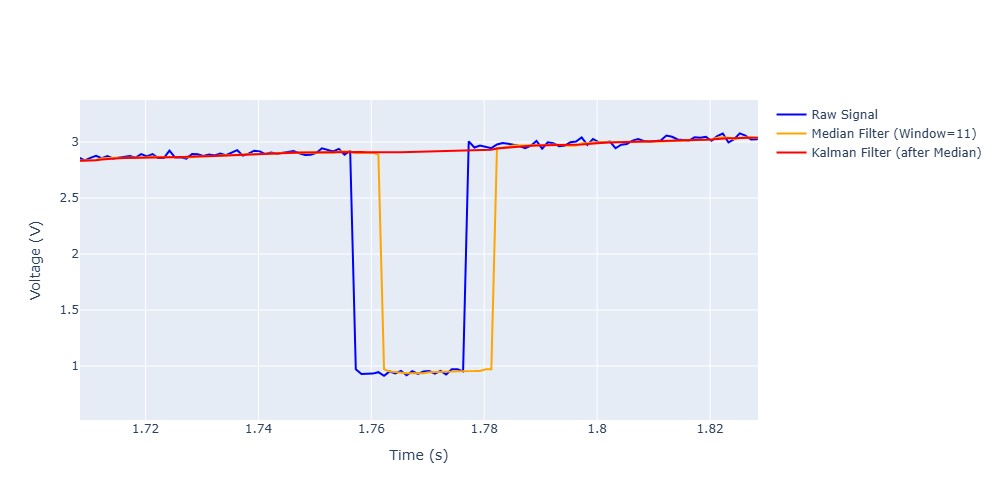 Raw Signal
Median Filter (Window=11)
Kalman Filter (after Median)
3
2.5
2
1.5
1
Voltage (V)
1.72
1.74
1.76
1.78
1.8
1.82
Time (s)